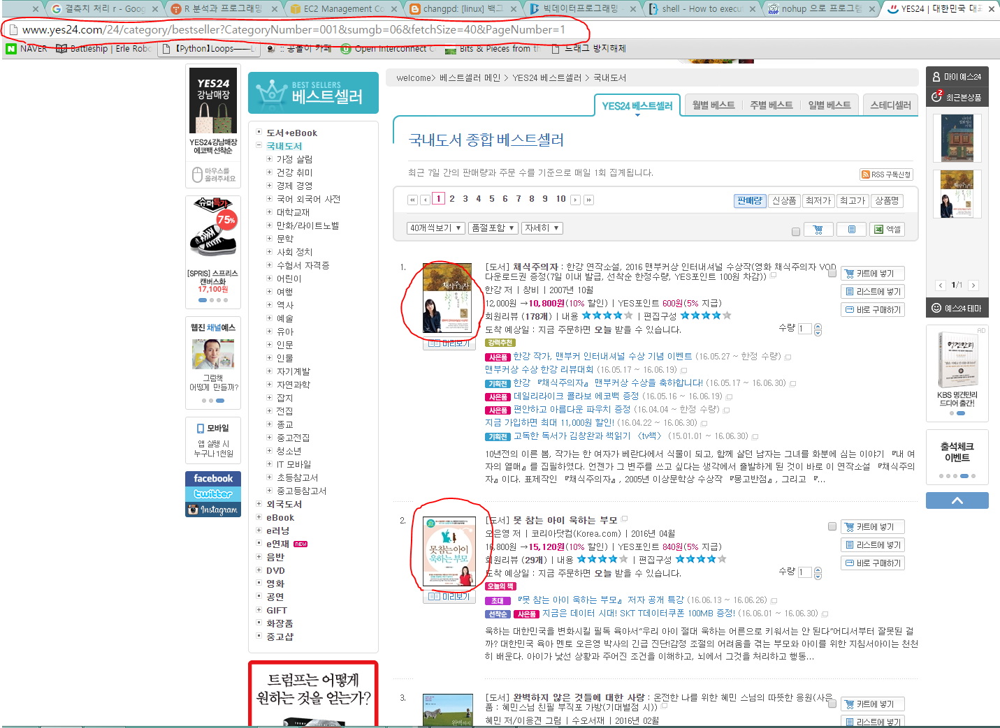 결측치 처리 r - Goog
R 분석과 프로그래밍
EC2 Management Co
changpd: [linux] 백그
빅데이터프로그래밍
shell - How to execut
nohup 으로 프로그램
YES24 | 대한민국 대표
www.yes24.com/24/category/bestseller?CategoryNumber=001&sumgb=06&fetchSize=40&PageNumber=1
NAVER
Battleship | Erle Robo
【Python】Loops——L
:: 공돌이 카페
Open Interconnect C
Bits & Pieces from th
드래그 방지해제
YES24
강남매장
YES24강남매장
에코백 선착순
마우스를
올려주세요
슈퍼특가
75%
[SPRIS] 스프리스
캔버스화
17,100원
웹진 채널예스
그림책
어떻게 만들까?
모바일
앱 실행 시
누구나 1천원
facebook
twitter
Instagram
BEST SELLERS
베스트셀러
도서+eBook
국내도서
가정 살림
건강 취미
경제 경영
국어 외국어 사전
대학교재
만화/라이트노벨
문학
사회 정치
수험서 자격증
어린이
여행
역사
예술
유아
인문
인물
자기계발
자연과학
잡지
전집
종교
중고전집
청소년
IT 모바일
초등참고서
중고등참고서
외국도서
eBook
e러닝
e연재 NEW
음반
DVD
영화
공연
GIFT
화장품
중고샵
트럼프는 어떻게
원하는 것을 얻는가?
welcome> 베스트셀러 메인 > YES24 베스트셀러 > 국내도서
YES24 베스트셀러
월별 베스트
주별 베스트
일별 베스트
스테디셀러
국내도서 종합 베스트셀러
최근 7일 간의 판매량과 주문 수를 기준으로 매일 1회 집계됩니다.
RSS 구독신청
1 2 3 4 5 6 7 8 9 10
판매량 신상품 최저가 최고가 상품명
40개씩보기 ▼ 품절포함 ▼ 자세히 ▼
엑셀
1.
채식주의자
미리보기
[도서] 채식주의자 : 한강 연작소설, 2016 맨부커상 인터내셔널 수상작(영화 채식주의자 VOD
다운로드권 증정(7일 이내 발급, 선착순 한정수량, YES포인트 100원 차감))
한강 저 | 창비 | 2007년 10월
12,000원 →10,800원(10% 할인) | YES포인트 600원(5% 지급)
회원리뷰 (178개) | 내용 ★★★★★ | 편집구성 ★★★★★
도착 예상일 : 지금 주문하면 오늘 받을 수 있습니다.
수량 1
카트에 넣기
리스트에 넣기
바로 구매하기
강력추천
사은품 한강 작가, 맨부커 인터내셔널 수상 기념 이벤트 (16.05.27 ~ 한정 수량)
맨부커상 수상 한강 리뷰대회 (16.05.17 ~ 16.06.19)
기획전 한강 『채식주의자』 맨부커상 수상을 축하합니다! (16.05.17 ~ 16.06.30)
사은품 데일리라이크 콜라보 에코백 증정 (16.05.16 ~ 16.06.19)
사은품 편안하고 아름다운 파우치 증정 (16.04.04 ~ 한정 수량)
지금 가입하면 최대 11,000원 할인! (16.04.22 ~ 16.06.30)
기획전 고독한 독서가 김창완과 책읽기 〈tv책〉 (15.01.01 ~ 16.06.30)
10년전의 이른 봄, 작가는 한 여자가 베란다에서 식물이 되고, 함께 살던 남자는 그녀를 화분에 심는 이야기 『내 여
자의 열매』를 집필하였다. 언젠가 그 변주를 쓰고 싶다는 생각에서 출발하게 된 것이 바로 이 연작소설 『채식주의
자』이다. 표제작인 『채식주의자』, 2005년 이상문학상 수상작 『몽고반점』, 그리고 『...
2.
못 참는 아이
욱하는 부모
미리보기
[도서] 못 참는 아이 욱하는 부모
오은영 저 | 코리아닷컴(Korea.com) | 2016년 04월
16,800원 →15,120원(10% 할인) | YES포인트 840원(5% 지급)
회원리뷰 (29개) | 내용 ★★★★★ | 편집구성 ★★★★★
도착 예상일 : 지금 주문하면 오늘 받을 수 있습니다.
수량 1
카트에 넣기
리스트에 넣기
바로 구매하기
오늘의 책
초대 『못 참는 아이 욱하는 부모』 저자 공개 특강 (16.06.13 ~ 16.06.26)
선착순 사은품 지금은 데이터 시대! SKT T데이터쿠폰 100MB 증정! (16.06.01 ~ 16.06.30)
욱하는 대한민국을 변화시킬 필독 육아서“우리 아이 절대 욱하는 어른으로 키워서는 안 된다”어디서부터 잘못된 걸
까? 대한민국 육아 멘토 오은영 박사의 긴급 진단!감정 조절의 어려움을 겪는 부모와 아이를 위한 지침서아이는 천천
히 배운다. 아이가 낯선 상황과 주어진 조건을 이해하고, 뇌에서 그것을 처리하고 행동...
3.
[도서] 완벽하지 않은 것들에 대한 사랑 : 온전한 나를 위한 혜민 스님의 따뜻한 응원(사은
품 : 혜민스님 친필 부직포 가방(기대별점 시))
혜민 저/이응견 그림 | 수오서재 | 2016년 02월
카트에 넣기
리스트에 넣기
마이 예스24
2
최근본상품
채식주의자
1/1
예스24 테마
AD
명견만리
KBS 명견만리
드디어 출간!
출석체크
이벤트